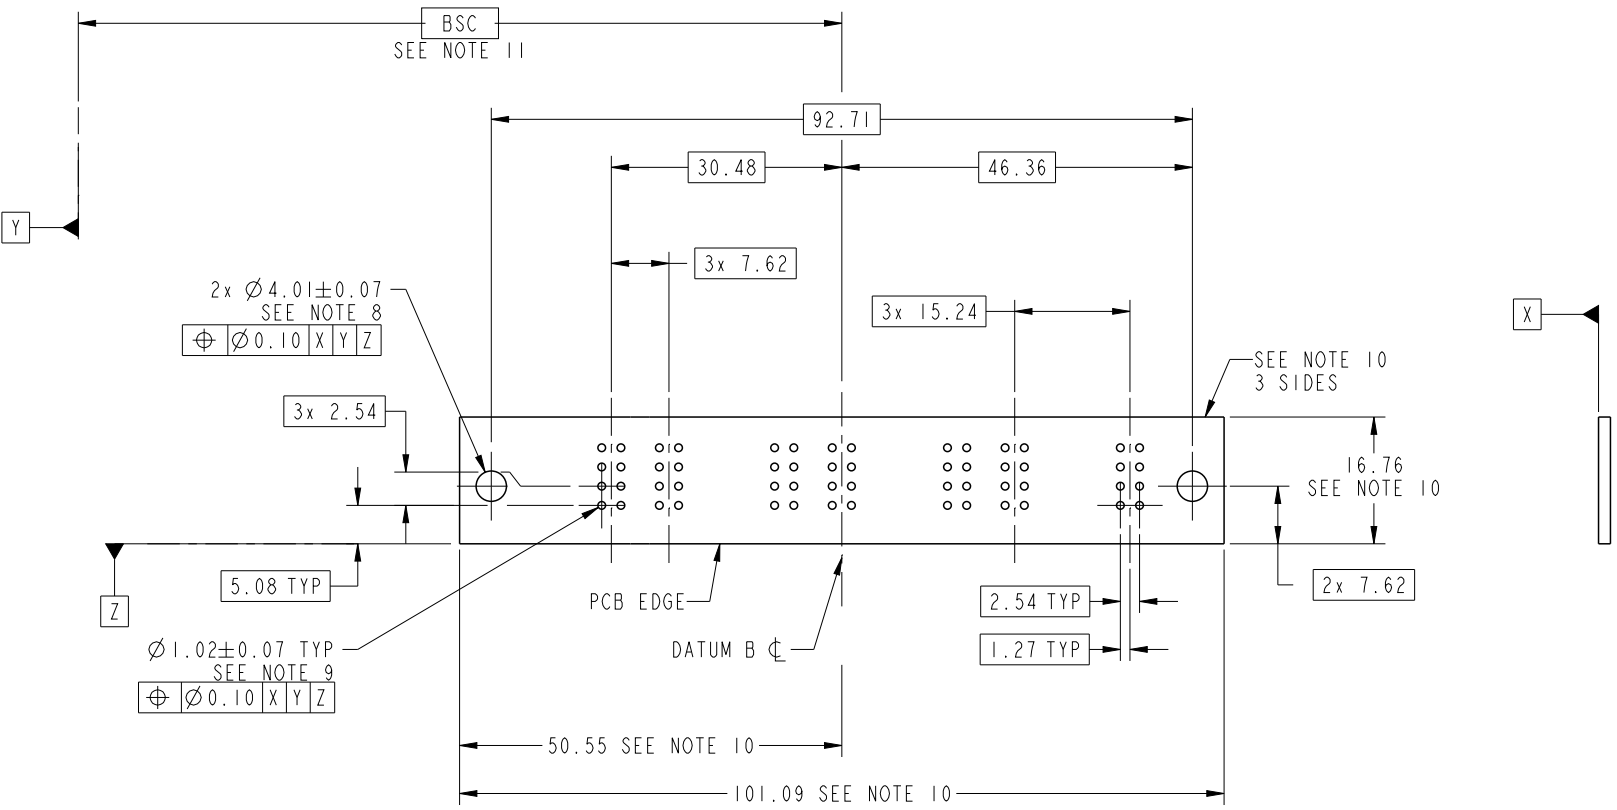 BSC
SEE NOTE 11
92.71
30.48
46.36
Y
3x 7.62
2x Ø4.01±0.07
SEE NOTE 8
⌖ Ø0.10 X Y Z
3x 15.24
X
SEE NOTE 10
3 SIDES
3x 2.54
16.76
SEE NOTE 10
5.08 TYP
Z
PCB EDGE
2.54 TYP
2x 7.62
Ø1.02±0.07 TYP
SEE NOTE 9
⌖ Ø0.10 X Y Z
DATUM B ℄
1.27 TYP
50.55 SEE NOTE 10
101.09 SEE NOTE 10